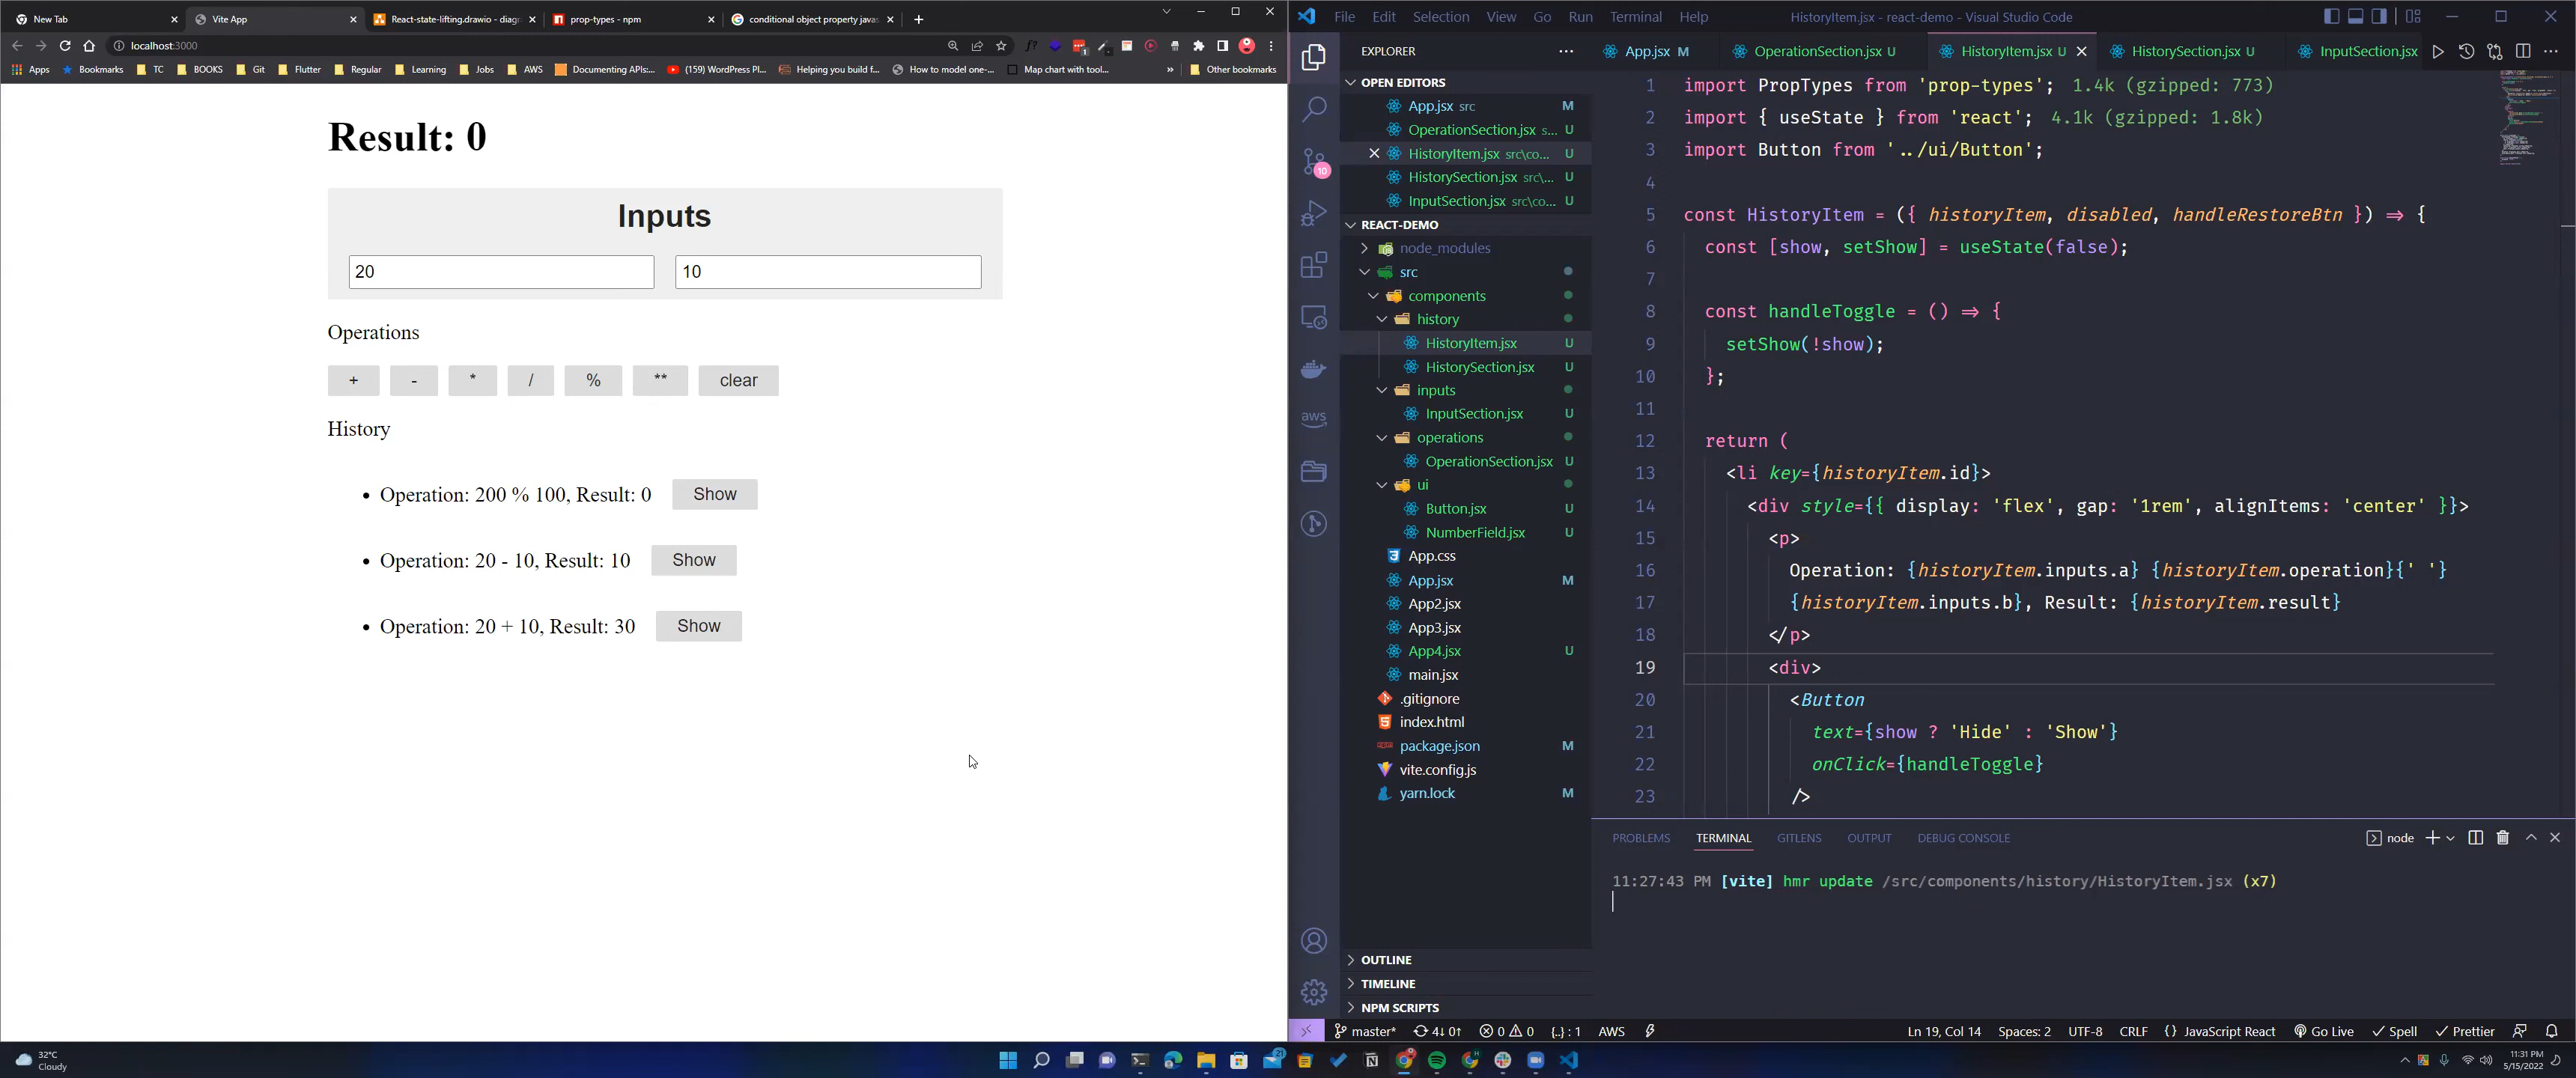 New Tab
Vite App
React-state-lifting.drawio - diag
prop-types - npm
conditional object property javas
localhost:3000
Apps
Bookmarks
TC
BOOKS
Git
Flutter
Regular
Learning
Jobs
AWS
Documenting APIs:...
(159) WordPress Pl...
Helping you build f...
How to model one-...
Map chart with tool...
»
Other bookmarks
Result: 0
Inputs
20
10
Operations
+
-
*
/
%
**
clear
History
• Operation: 200 % 100, Result: 0
Show
• Operation: 20 - 10, Result: 10
Show
• Operation: 20 + 10, Result: 30
Show
File Edit Selection View Go Run Terminal Help
HistoryItem.jsx - react-demo - Visual Studio Code
EXPLORER
OPEN EDITORS
App.jsx src M
OperationSection.jsx s... U
HistoryItem.jsx src\co... U
HistorySection.jsx src\... U
InputSection.jsx src\co... U
REACT-DEMO
node_modules
src
components
history
HistoryItem.jsx U
HistorySection.jsx U
inputs
InputSection.jsx U
operations
OperationSection.jsx U
ui
Button.jsx U
NumberField.jsx U
App.css
App.jsx M
App2.jsx
App3.jsx
App4.jsx U
main.jsx
.gitignore
index.html
package.json M
vite.config.js
yarn.lock M
OUTLINE
TIMELINE
NPM SCRIPTS
10
aws
App.jsx M
OperationSection.jsx U
HistoryItem.jsx U
HistorySection.jsx U
InputSection.jsx
1 import PropTypes from 'prop-types'; 1.4k (gzipped: 773)
2 import { useState } from 'react'; 4.1k (gzipped: 1.8k)
3 import Button from '../ui/Button';
4
5 const HistoryItem = ({ historyItem, disabled, handleRestoreBtn }) => {
6 const [show, setShow] = useState(false);
7
8 const handleToggle = () => {
9 setShow(!show);
10 };
11
12 return (
13 <li key={historyItem.id}>
14 <div style={{ display: 'flex', gap: '1rem', alignItems: 'center' }}>
15 <p>
16 Operation: {historyItem.inputs.a} {historyItem.operation}{' '}
17 {historyItem.inputs.b}, Result: {historyItem.result}
18 </p>
19 <div>
20 <Button
21 text={show ? 'Hide' : 'Show'}
22 onClick={handleToggle}
23 />
PROBLEMS TERMINAL GITLENS OUTPUT DEBUG CONSOLE
node
11:27:43 PM [vite] hmr update /src/components/history/HistoryItem.jsx (x7)
master* 4↓ 0↑ 0 0 {..} : 1 AWS
Ln 19, Col 14 Spaces: 2 UTF-8 CRLF {} JavaScript React Go Live Spell Prettier
32°C
Cloudy
11:31 PM
5/15/2022